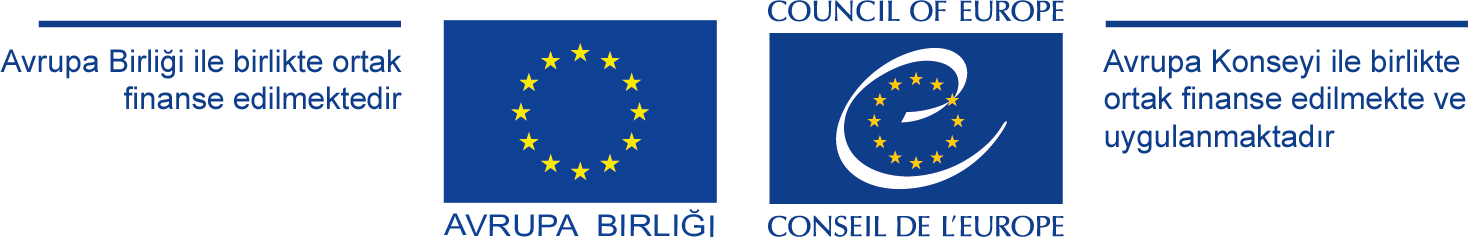 Avrupa Birliği ile birlikte ortak
finanse edilmektedir
AVRUPA BIRLIĞI
COUNCIL OF EUROPE
CONSEIL DE L'EUROPE
Avrupa Konseyi ile birlikte
ortak finanse edilmekte ve
uygulanmaktadır